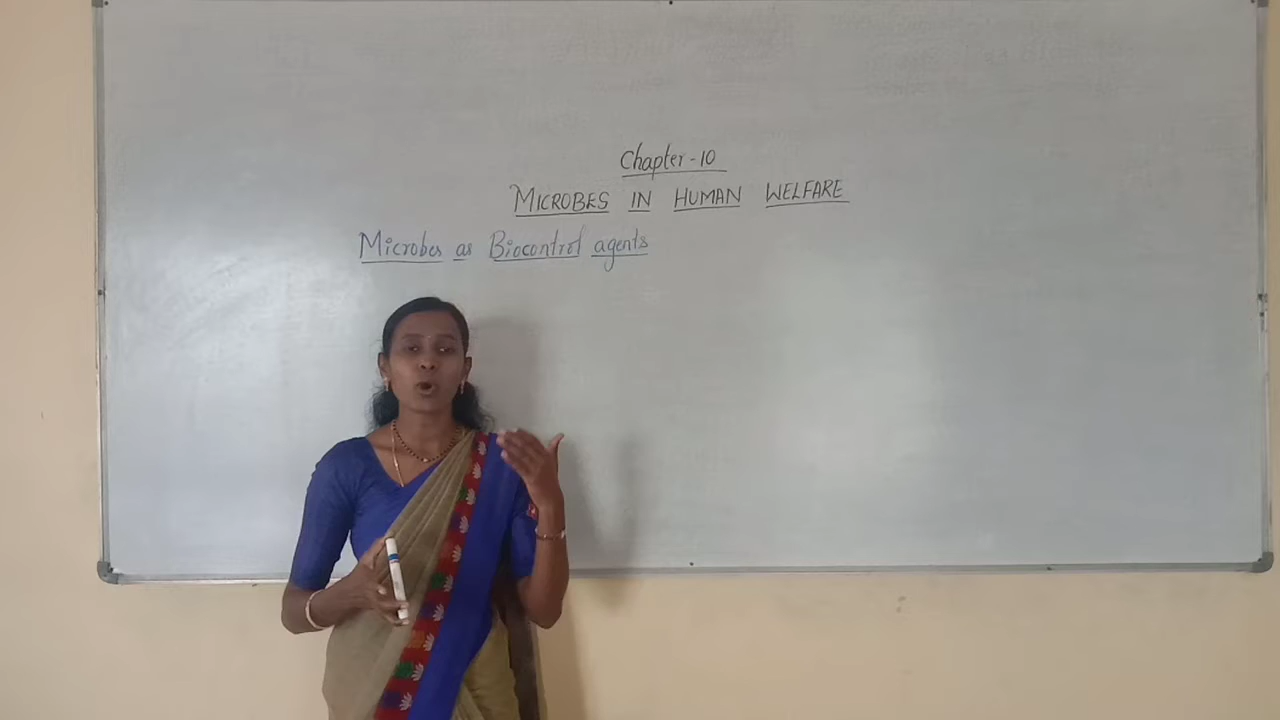 Chapter-10
MICROBES IN HUMAN WELFARE
Microbes as Biocontrol agents